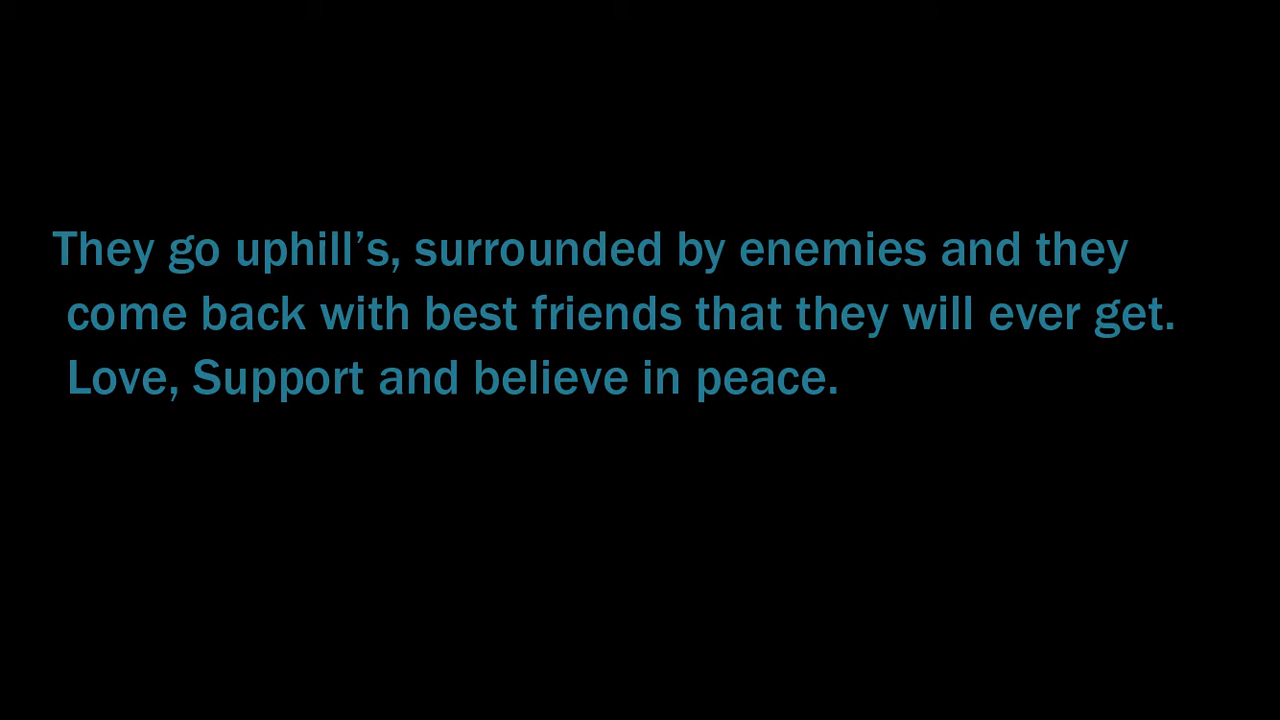 They go uphill’s, surrounded by enemies and they
come back with best friends that they will ever get.
Love, Support and believe in peace.